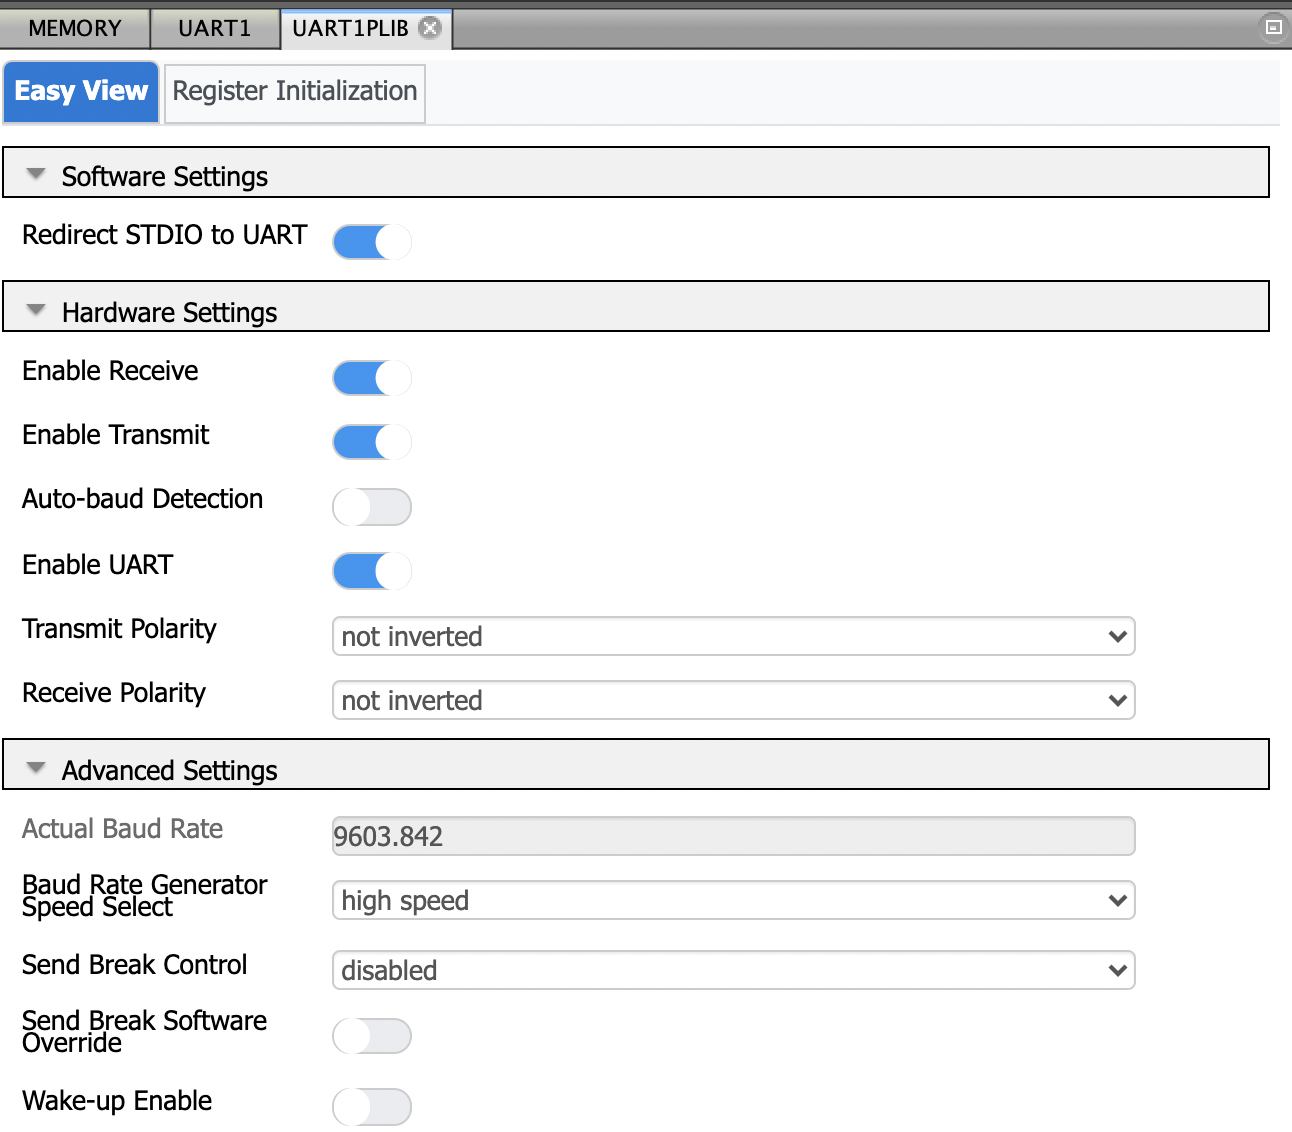 MEMORY UART1 UART1PLIB
Easy View Register Initialization
Software Settings
Redirect STDIO to UART
Hardware Settings
Enable Receive
Enable Transmit
Auto-baud Detection
Enable UART
Transmit Polarity not inverted
Receive Polarity not inverted
Advanced Settings
Actual Baud Rate 9603.842
Baud Rate Generator
Speed Select high speed
Send Break Control disabled
Send Break Software
Override
Wake-up Enable